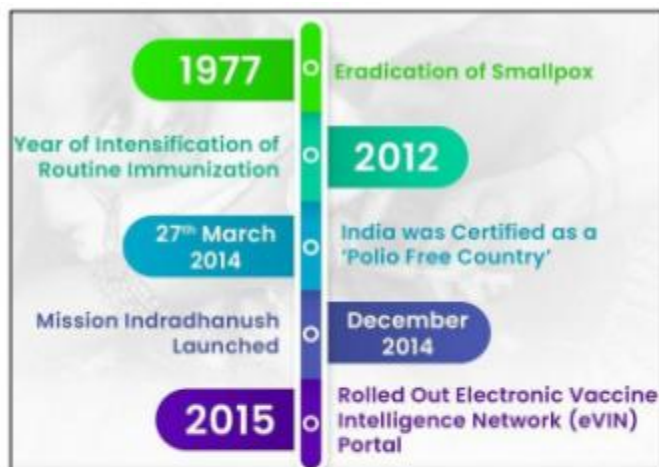 1977
Eradication of Smallpox
Year of Intensification of
Routine Immunization
2012
27th March
2014
India was Certified as a
'Polio Free Country'
Mission Indradhanush
Launched
December
2014
2015
Rolled Out Electronic Vaccine
Intelligence Network (eVIN)
Portal